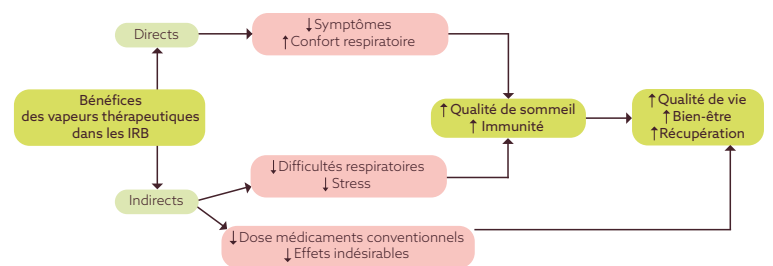 Directs
↓Symptômes
↑Confort respiratoire
Bénéfices
des vapeurs thérapeutiques
dans les IRB
↑Qualité de sommeil
↑ Immunité
↑Qualité de vie
↑Bien-être
↑Récupération
Indirects
↓Difficultés respiratoires
↓Stress
↓Dose médicaments conventionnels
↓Effets indésirables